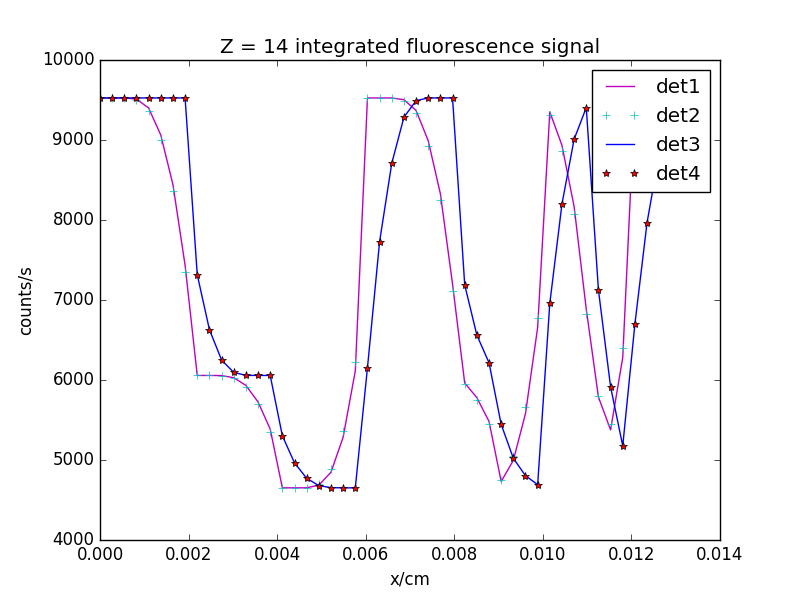 Z = 14 integrated fluorescence signal
10000
9000
8000
7000
6000
5000
4000
counts/s
0.000 0.002 0.004 0.006 0.008 0.010 0.012 0.014
x/cm
det1
det2
det3
det4